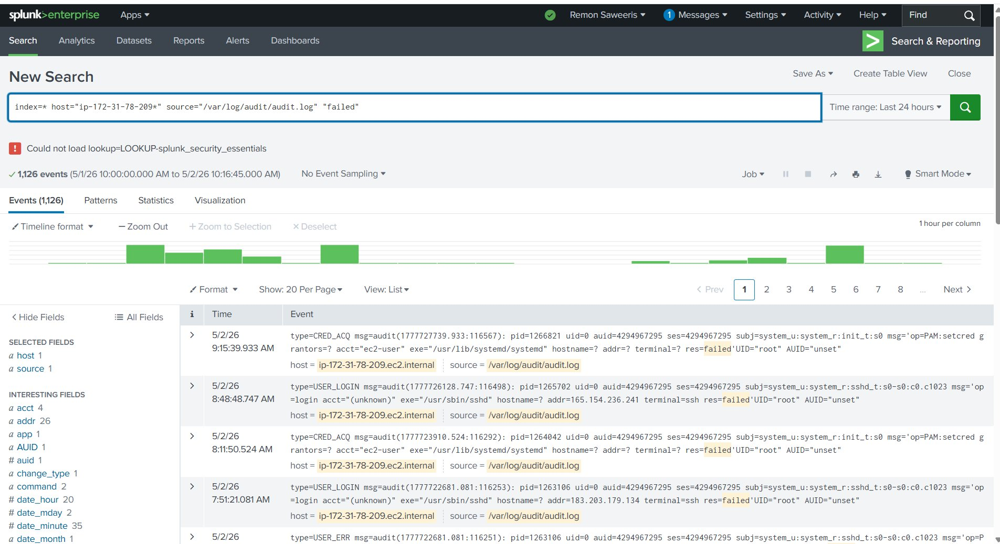 splunk>enterprise Apps Remon Saweeris 1 Messages Settings Activity Help Find
Search Analytics Datasets Reports Alerts Dashboards Search & Reporting
New Search
Save As Create Table View Close
index=* host="ip-172-31-78-209*" source="/var/log/audit/audit.log" "failed"
Time range: Last 24 hours
! Could not load lookup=LOOKUP-splunk_security_essentials
1,126 events (5/1/26 10:00:00.000 AM to 5/2/26 10:16:45.000 AM) No Event Sampling Job Smart Mode
Events (1,126) Patterns Statistics Visualization
Timeline format — Zoom Out + Zoom to Selection × Deselect 1 hour per column
Format Show: 20 Per Page View: List < Prev 1 2 3 4 5 6 7 8 ... Next >
< Hide Fields All Fields
SELECTED FIELDS
a host 1
a source 1
INTERESTING FIELDS
a acct 4
a addr 26
a app 1
a AUID 1
# auid 1
a change_type 1
a command 2
# date_hour 20
# date_mday 2
# date_minute 35
a date_month 1
i Time Event
> 5/2/26
9:15:39.933 AM
type=CRED_ACQ msg=audit(1777727739.933:116567): pid=1266821 uid=0 auid=4294967295 ses=4294967295 subj=system_u:system_r:init_t:s0 msg='op=PAM:setcred g
rantors=? acct="ec2-user" exe="/usr/lib/systemd/systemd" hostname=? addr=? terminal=? res=failed'UID="root" AUID="unset"
host = ip-172-31-78-209.ec2.internal source = /var/log/audit/audit.log
> 5/2/26
8:48:48.747 AM
type=USER_LOGIN msg=audit(1777726128.747:116498): pid=1265702 uid=0 auid=4294967295 ses=4294967295 subj=system_u:system_r:sshd_t:s0-s0:c0.c1023 msg='op
=login acct="(unknown)" exe="/usr/sbin/sshd" hostname=? addr=165.154.236.241 terminal=ssh res=failed'UID="root" AUID="unset"
host = ip-172-31-78-209.ec2.internal source = /var/log/audit/audit.log
> 5/2/26
8:11:50.524 AM
type=CRED_ACQ msg=audit(1777723910.524:116292): pid=1264042 uid=0 auid=4294967295 ses=4294967295 subj=system_u:system_r:init_t:s0 msg='op=PAM:setcred g
rantors=? acct="ec2-user" exe="/usr/lib/systemd/systemd" hostname=? addr=? terminal=? res=failed'UID="root" AUID="unset"
host = ip-172-31-78-209.ec2.internal source = /var/log/audit/audit.log
> 5/2/26
7:51:21.081 AM
type=USER_LOGIN msg=audit(1777722681.081:116253): pid=1263106 uid=0 auid=4294967295 ses=4294967295 subj=system_u:system_r:sshd_t:s0-s0:c0.c1023 msg='op
=login acct="(unknown)" exe="/usr/sbin/sshd" hostname=? addr=183.203.179.134 terminal=ssh res=failed'UID="root" AUID="unset"
host = ip-172-31-78-209.ec2.internal source = /var/log/audit/audit.log
> 5/2/26
type=USER_ERR msg=audit(1777722681.081:116251): pid=1263106 uid=0 auid=4294967295 ses=4294967295 subj=system_u:system_r:sshd_t:s0-s0:c0.c1023 msg='op=P